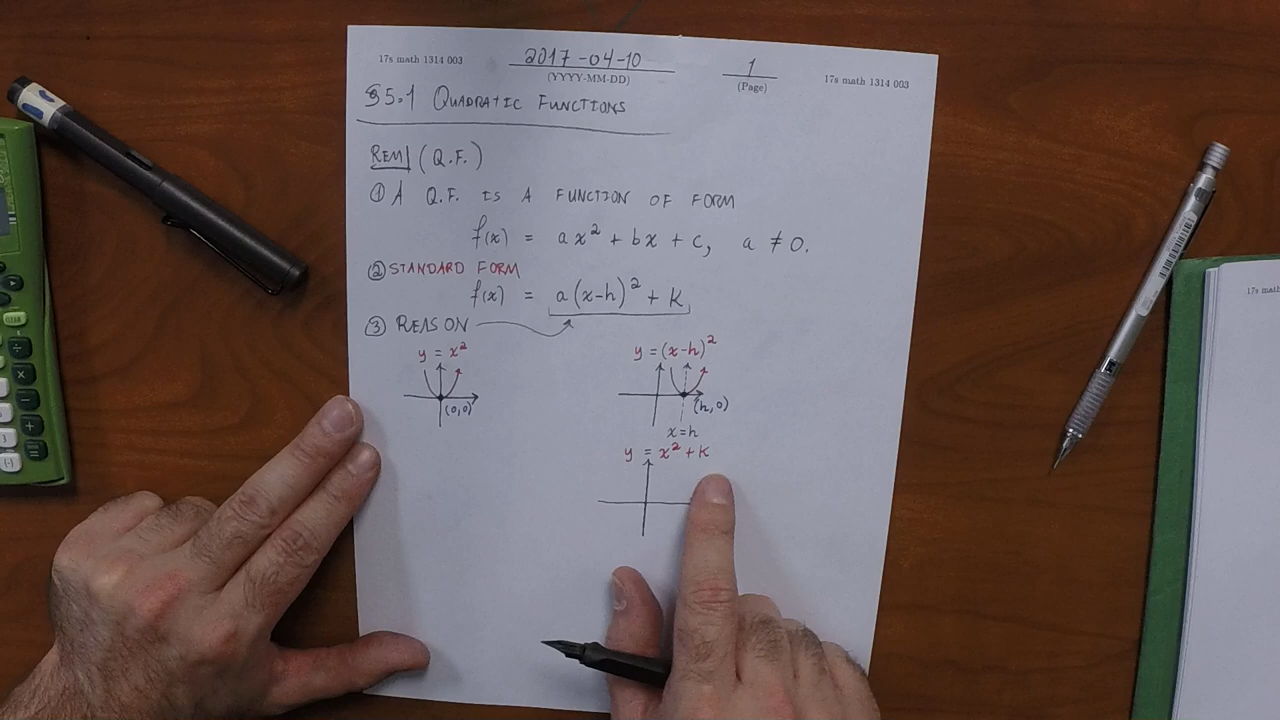 17s math 1314 003
2017-04-10
(YYYY-MM-DD)
1
(Page)
17s math 1314 003
§5.1 QUADRATIC FUNCTIONS
REM (Q.F.)
① A Q.F. IS A FUNCTION OF FORM
f(x) = ax² + bx + c, a ≠ 0.
② STANDARD FORM
f(x) = a(x-h)² + K
③ REASON
y = x²
(0,0)
y = (x-h)²
(h,0)
x=h
y = x² + K
17s math